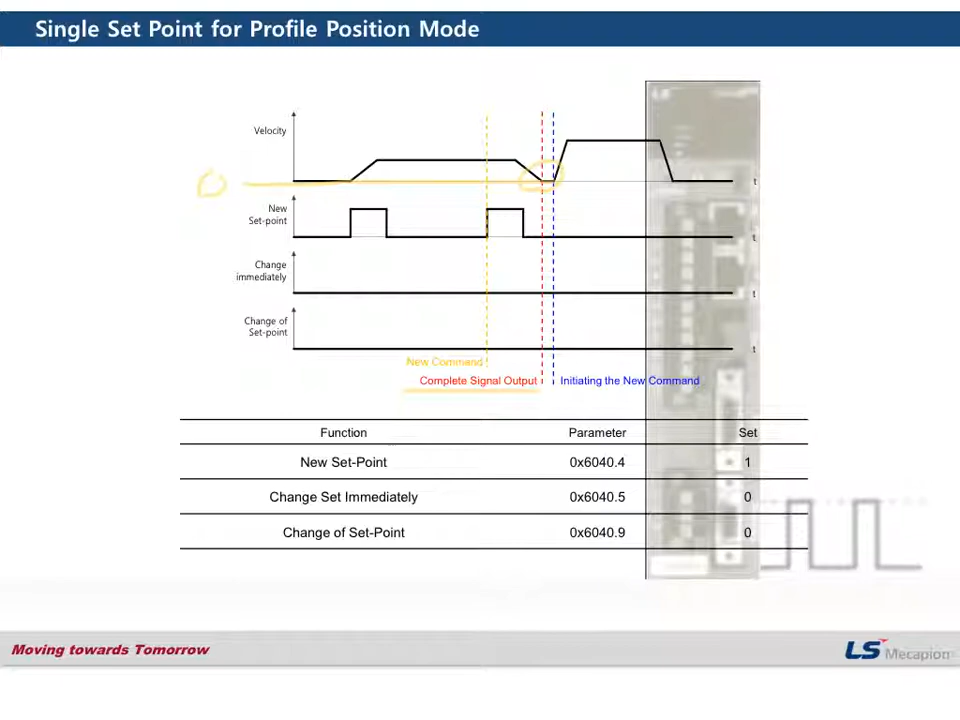 Single Set Point for Profile Position Mode
LS
Velocity
t
New
Set-point
t
Change
immediately
t
Change of
Set-point
t
New Command
Complete Signal Output
Initiating the New Command
Function Parameter Set
New Set-Point 0x6040.4 1
Change Set Immediately 0x6040.5 0
Change of Set-Point 0x6040.9 0
Moving towards Tomorrow
LS Mecapion